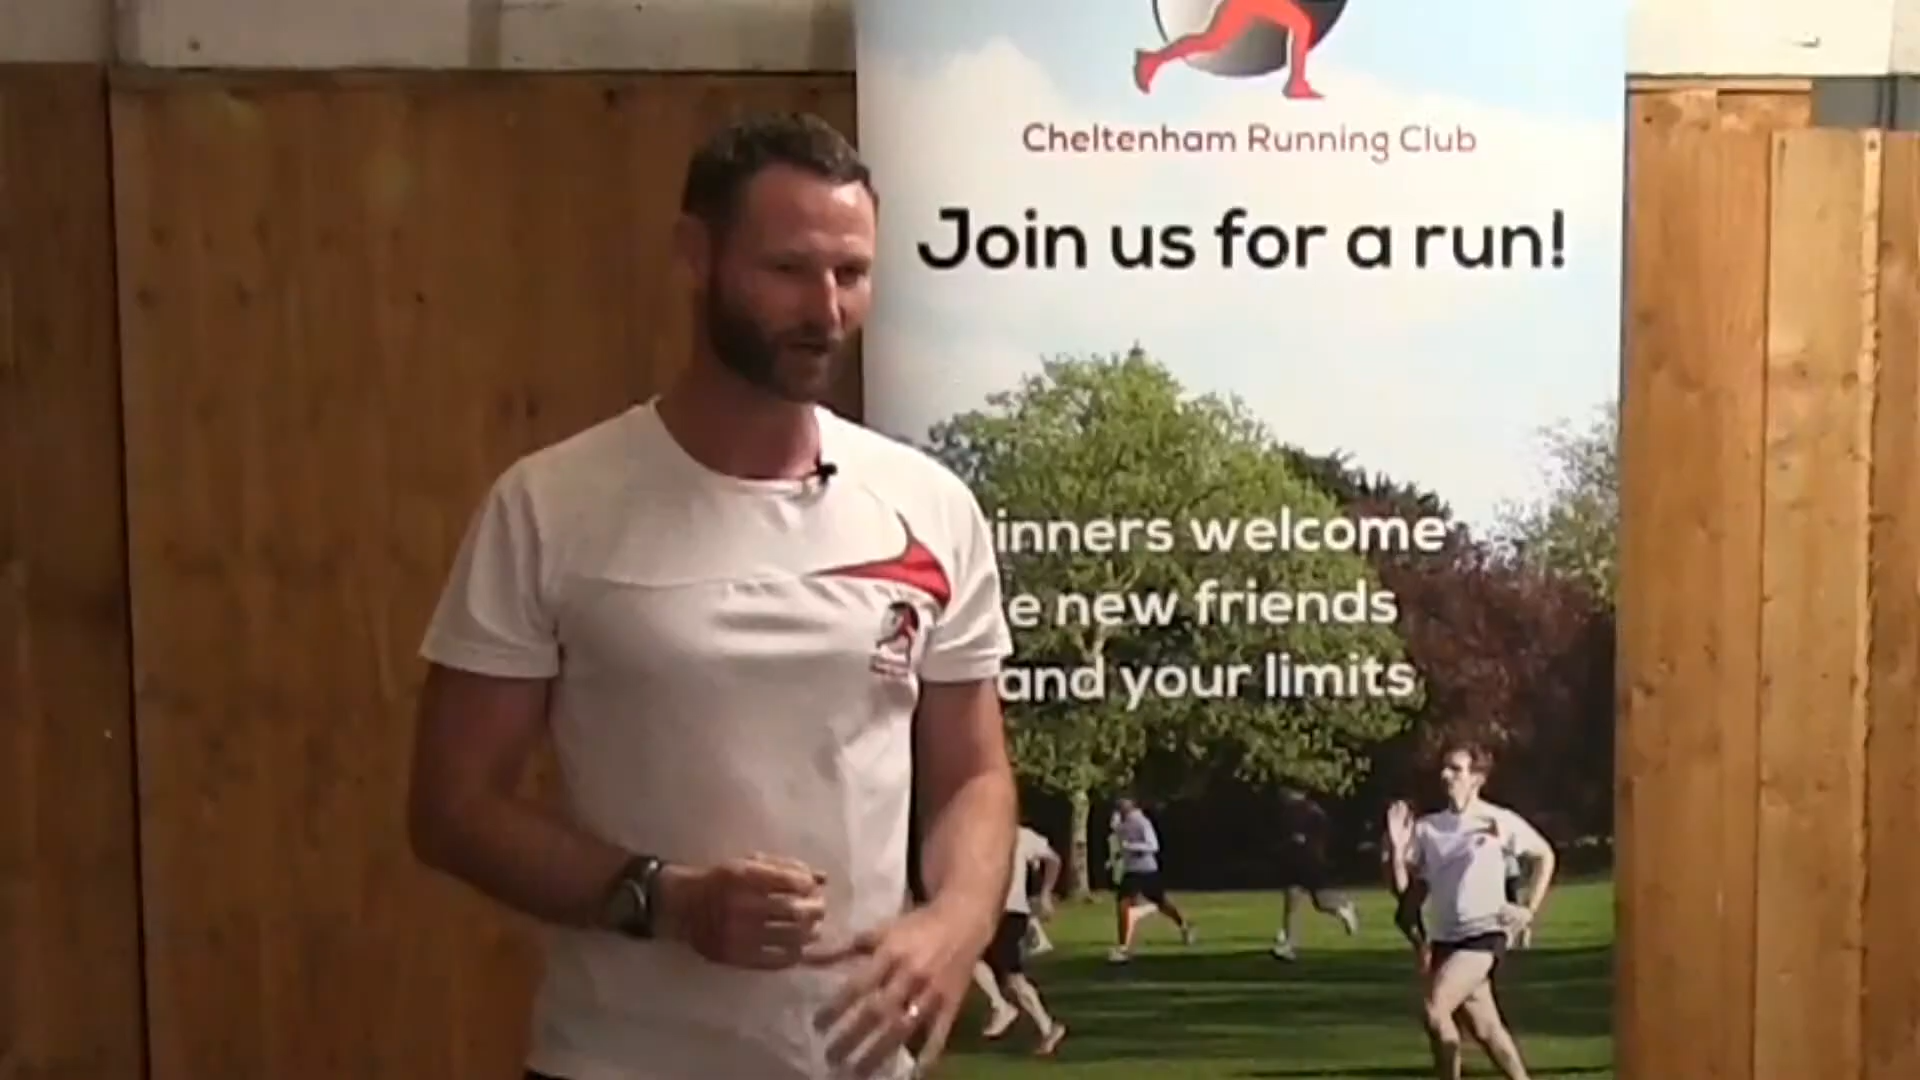 Cheltenham Running Club
Join us for a run!
inners welcome
e new friends
and your limits